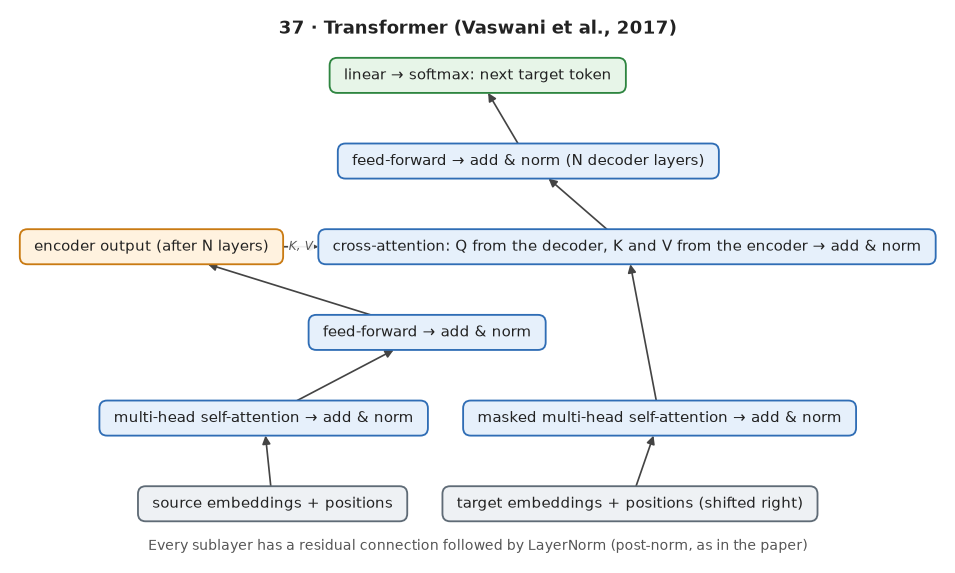 37 · Transformer (Vaswani et al., 2017)
linear → softmax: next target token
feed-forward → add & norm (N decoder layers)
encoder output (after N layers)
K, V
cross-attention: Q from the decoder, K and V from the encoder → add & norm
feed-forward → add & norm
multi-head self-attention → add & norm
masked multi-head self-attention → add & norm
source embeddings + positions
target embeddings + positions (shifted right)
Every sublayer has a residual connection followed by LayerNorm (post-norm, as in the paper)